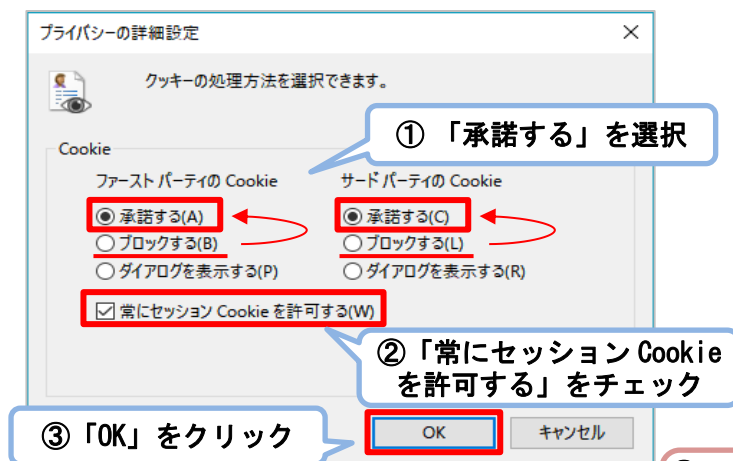 プライバシーの詳細設定
クッキーの処理方法を選択できます。
① 「承諾する」を選択
Cookie
ファースト パーティの Cookie
サード パーティの Cookie
承諾する(A)
承諾する(C)
ブロックする(B)
ブロックする(L)
ダイアログを表示する(P)
ダイアログを表示する(R)
常にセッション Cookie を許可する(W)
②「常にセッション Cookie
を許可する」をチェック
③「OK」をクリック
OK
キャンセル